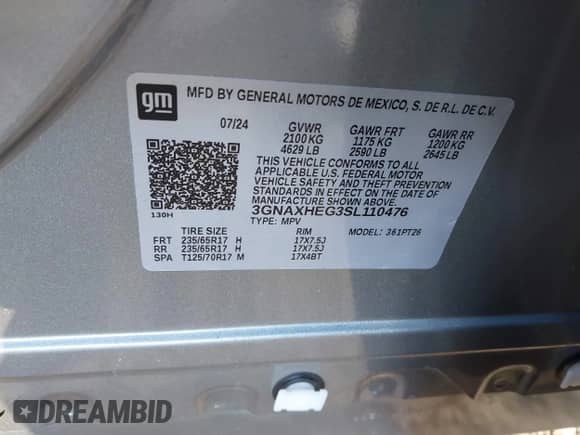 gm
MFD BY GENERAL MOTORS DE MEXICO, S. DE R.L. DE C.V.
07/24 GVWR GAWR FRT GAWR RR
2100 KG 1175 KG 1200 KG
4629 LB 2590 LB 2645 LB
THIS VEHICLE CONFORMS TO ALL
APPLICABLE U.S. FEDERAL MOTOR
VEHICLE SAFETY AND THEFT PREVENTION
STANDARDS IN EFFECT ON THE DATE OF
MANUFACTURE SHOWN ABOVE.
3GNAXHEG3SL110476
130H
TYPE: MPV
TIRE SIZE RIM MODEL: 361PT26
FRT 235/65R17 H 17X7.5J
RR 235/65R17 H 17X7.5J
SPA T125/70R17 M 17X4BT
DREAMBID